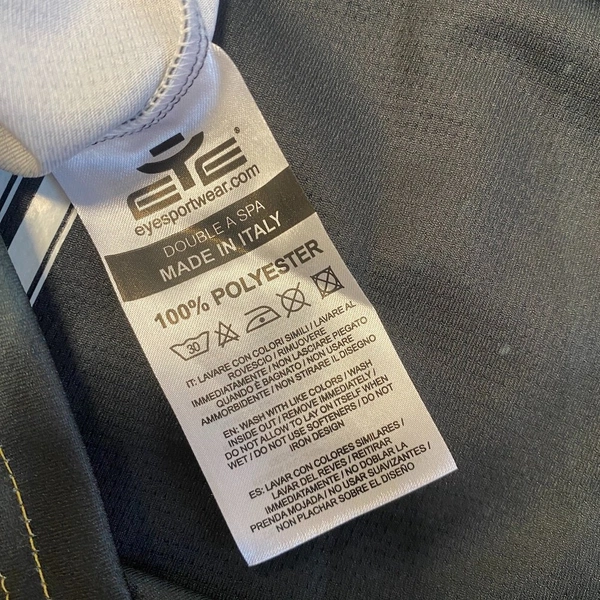 EYE®
eyesportwear.com
DOUBLE A SPA
MADE IN ITALY
100% POLYESTER
30
IT: LAVARE CON COLORI SIMILI / LAVARE AL
ROVESCIO / RIMUOVERE
IMMEDIATAMENTE / NON LASCIARE PIEGATO
QUANDO È BAGNATO / NON USARE
AMMORBIDENTE / NON STIRARE IL DISEGNO
EN: WASH WITH LIKE COLORS / WASH
INSIDE OUT / REMOVE IMMEDIATELY /
DO NOT ALLOW TO LAY ON ITSELF WHEN
WET / DO NOT USE SOFTENERS / DO NOT
IRON DESIGN
ES: LAVAR CON COLORES SIMILARES /
LAVAR DEL REVES / RETIRAR
IMMEDIATAMENTE / NO DOBLAR LA
PRENDA MOJADA / NO USAR SUAVIZANTES /
NON PLACHAR SOBRE EL DISEÑO